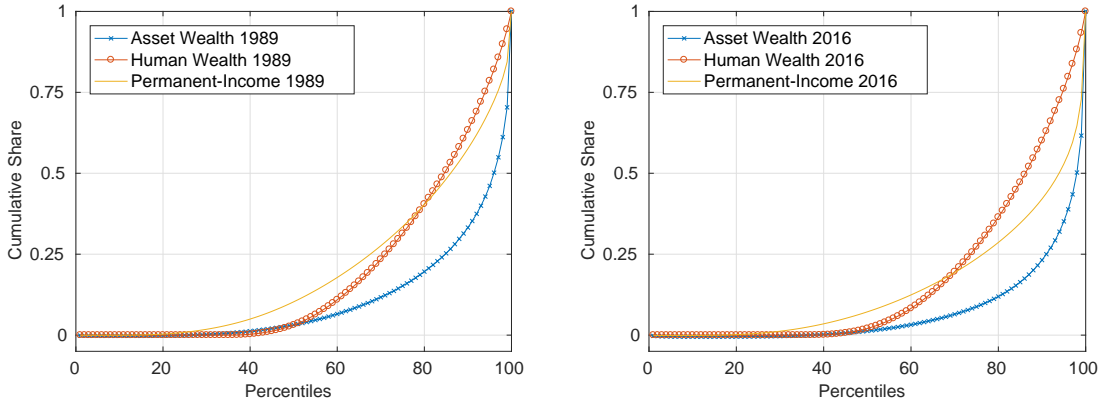 1
0.75
0.5
0.25
0
Cumulative Share
Asset Wealth 1989
Human Wealth 1989
Permanent-Income 1989
0 20 40 60 80 100
Percentiles
1
0.75
0.5
0.25
0
Cumulative Share
Asset Wealth 2016
Human Wealth 2016
Permanent-Income 2016
0 20 40 60 80 100
Percentiles